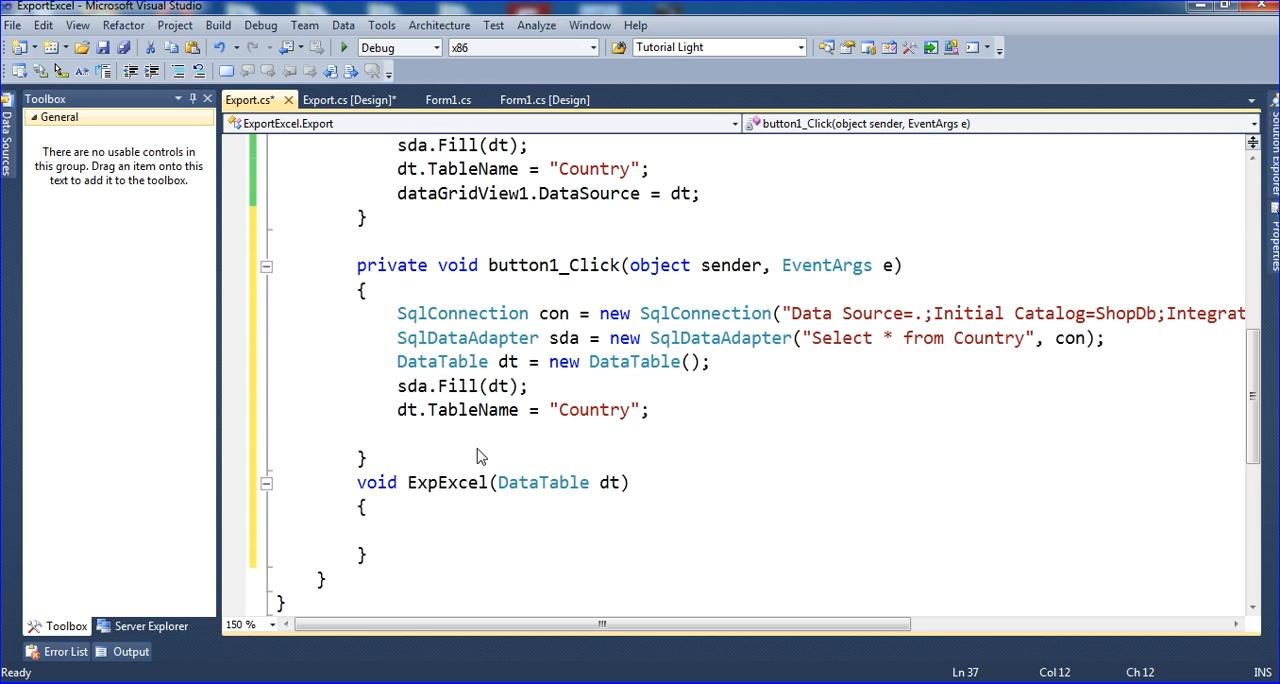 ExportExcel - Microsoft Visual Studio
File Edit View Refactor Project Build Debug Team Data Tools Architecture Test Analyze Window Help
Debug x86 Tutorial Light
Toolbox
General
There are no usable controls in
this group. Drag an item onto this
text to add it to the toolbox.
Data Sources
Export.cs* Export.cs [Design]* Form1.cs Form1.cs [Design]
ExportExcel.Export button1_Click(object sender, EventArgs e)
sda.Fill(dt);
dt.TableName = "Country";
dataGridView1.DataSource = dt;
}
private void button1_Click(object sender, EventArgs e)
{
SqlConnection con = new SqlConnection("Data Source=.;Initial Catalog=ShopDb;Integrat
SqlDataAdapter sda = new SqlDataAdapter("Select * from Country", con);
DataTable dt = new DataTable();
sda.Fill(dt);
dt.TableName = "Country";
}
void ExpExcel(DataTable dt)
{
}
}
}
Solution Explorer
Properties
150 %
Toolbox Server Explorer
Error List Output
Ready Ln 37 Col 12 Ch 12 INS